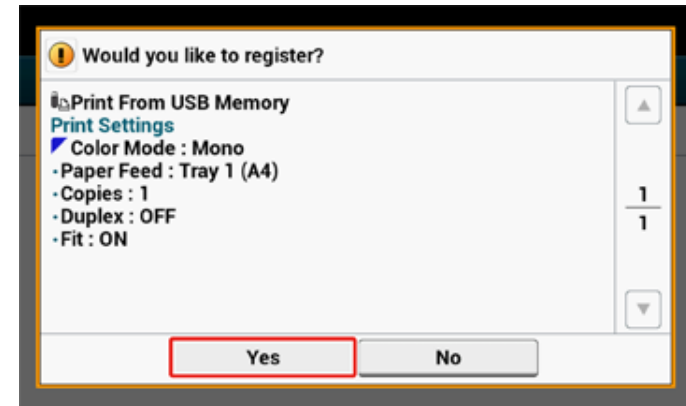 Would you like to register?
Print From USB Memory
Print Settings
Color Mode : Mono
·Paper Feed : Tray 1 (A4)
·Copies : 1
·Duplex : OFF
·Fit : ON
1
1
Yes No